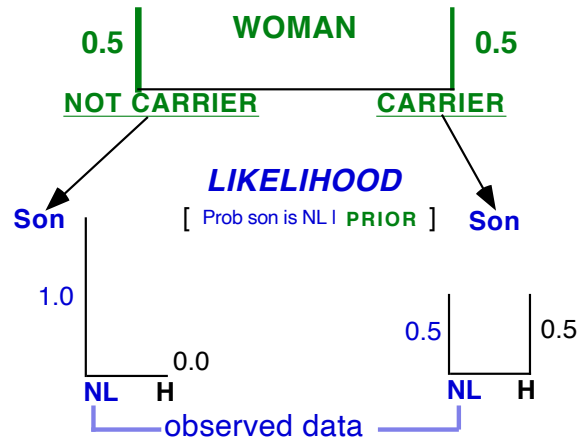 WOMAN
0.5
0.5
NOT CARRIER
CARRIER
LIKELIHOOD
Son
[ Prob son is NL | PRIOR ]
Son
1.0
0.0
0.5
0.5
NL H
NL H
observed data